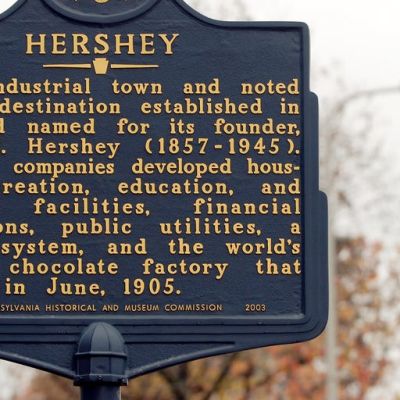 HERSHEY
ndustrial town and noted
destination established in
d named for its founder,
. Hershey (1857-1945).
companies developed hous-
reation, education, and
facilities, financial
ons, public utilities, a
system, and the world's
chocolate factory that
in June, 1905.
SYLVANIA HISTORICAL AND MUSEUM COMMISSION 2003